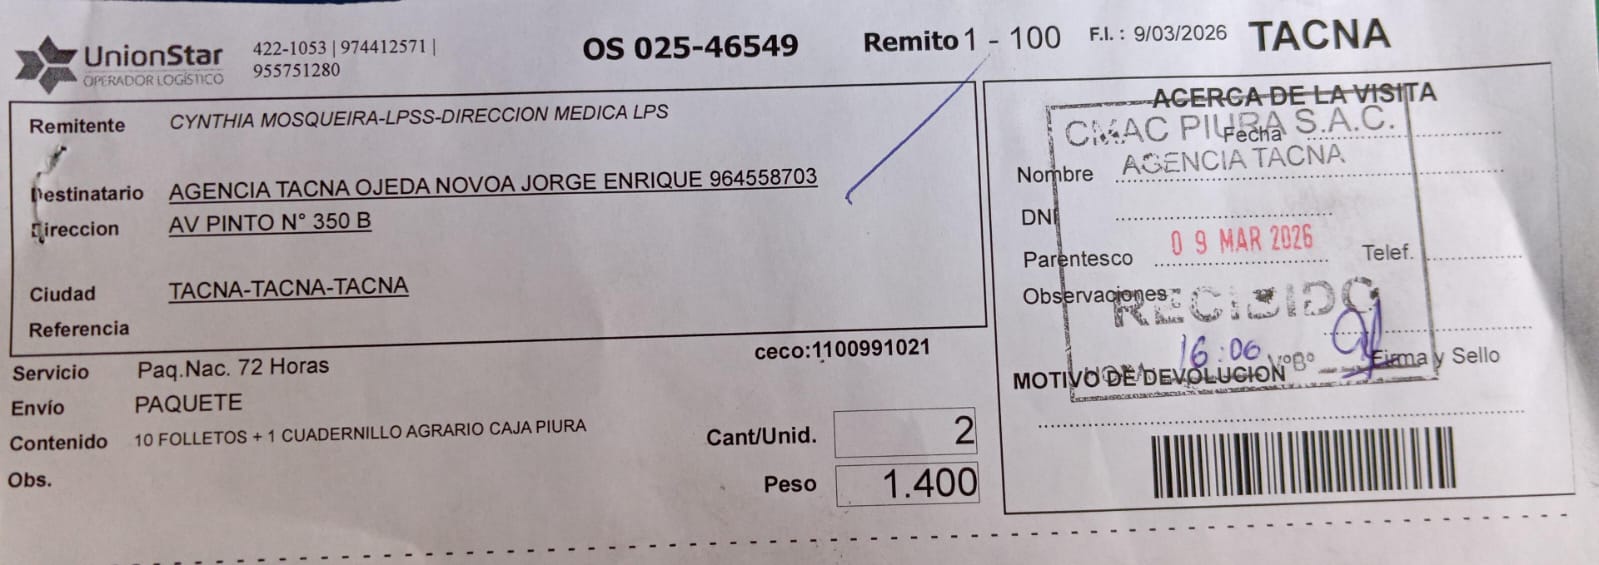 UnionStar
OPERADOR LOGÍSTICO
422-1053 | 974412571 |
955751280
OS 025-46549
Remito 1 - 100
F.I. : 9/03/2026
TACNA
Remitente CYNTHIA MOSQUEIRA-LPSS-DIRECCION MEDICA LPS
Destinatario AGENCIA TACNA OJEDA NOVOA JORGE ENRIQUE 964558703
Direccion AV PINTO N° 350 B
Ciudad TACNA-TACNA-TACNA
Referencia
ceco:1100991021
Servicio Paq.Nac. 72 Horas
Envío PAQUETE
Contenido 10 FOLLETOS + 1 CUADERNILLO AGRARIO CAJA PIURA
Obs.
Cant/Unid. 2
Peso 1.400
ACERCA DE LA VISITA
CMAC PIURA S.A.C.
Fecha
AGENCIA TACNA
Nombre
DNI
09 MAR 2026
Parentesco Telef.
Observaciones
RECIBIDO
16:06 V°B° Firma y Sello
MOTIVO DE DEVOLUCION